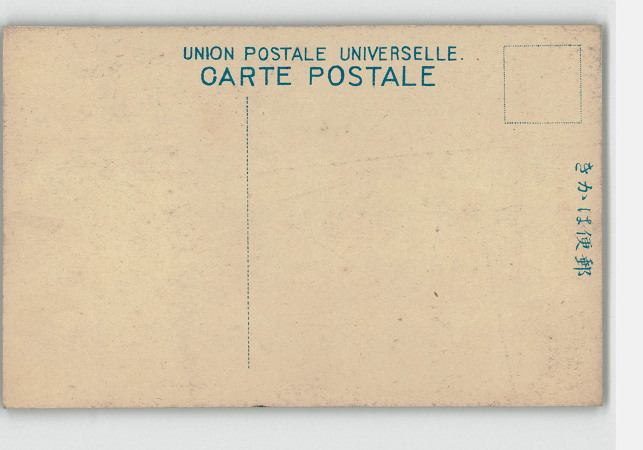 UNION POSTALE UNIVERSELLE.
CARTE POSTALE
きかは便郵